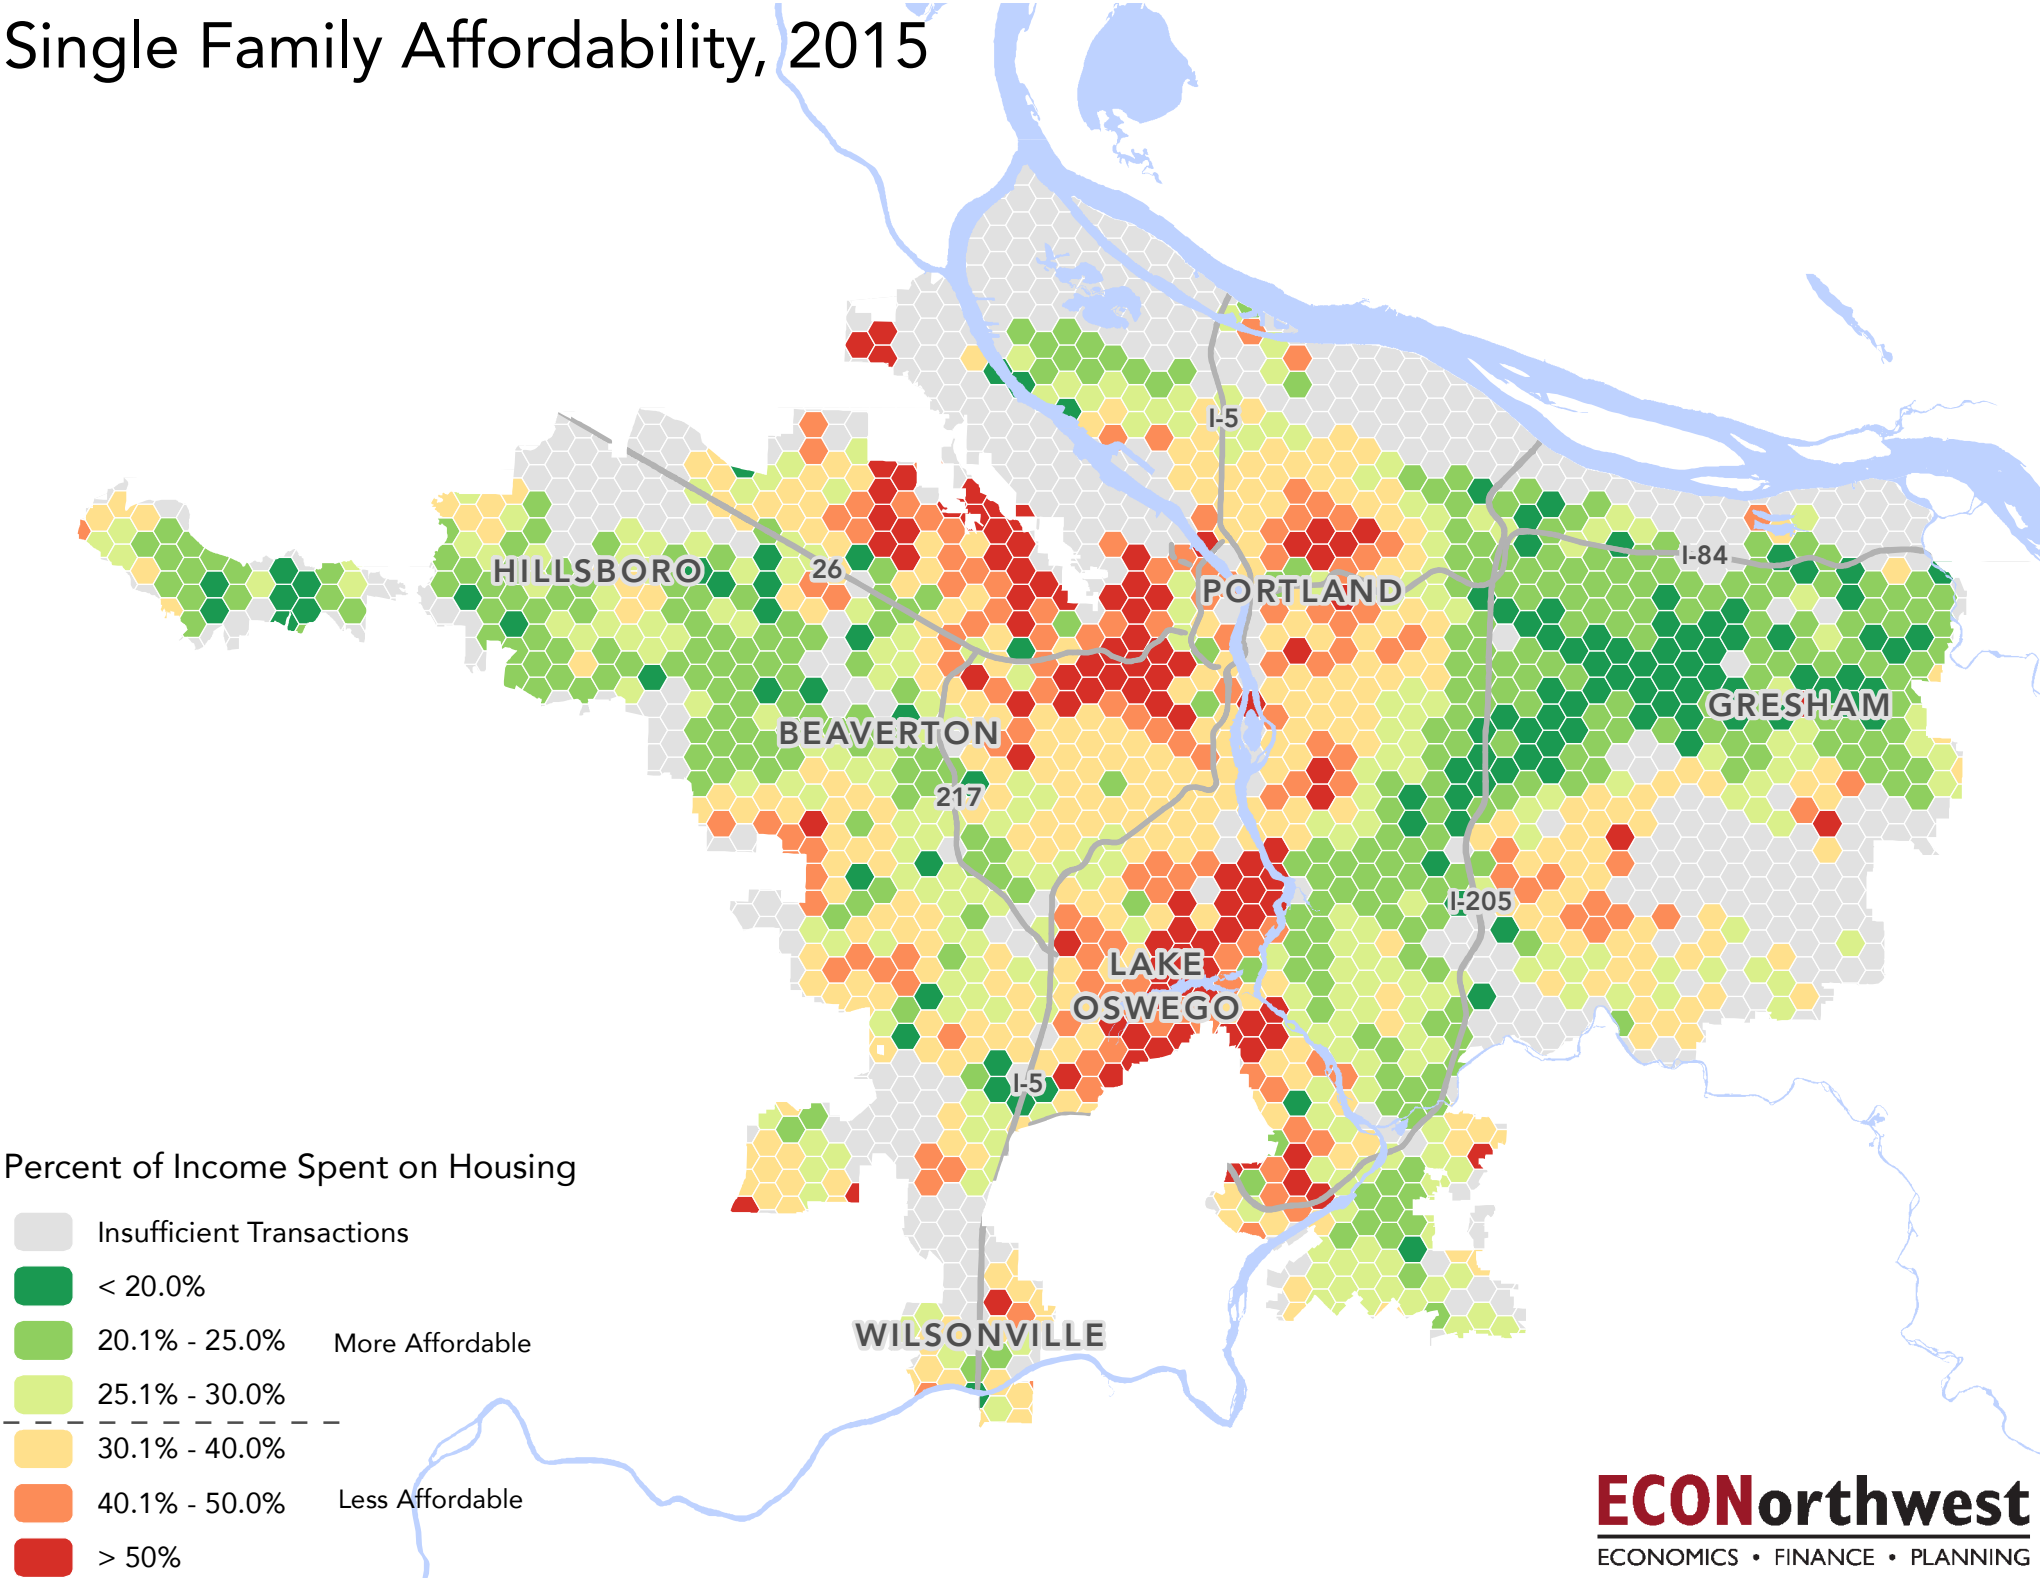 Single Family Affordability, 2015
I-5
HILLSBORO
26
PORTLAND
I-84
BEAVERTON
GRESHAM
217
I-205
LAKE
OSWEGO
I-5
WILSONVILLE
Percent of Income Spent on Housing
Insufficient Transactions
< 20.0%
20.1% - 25.0% More Affordable
25.1% - 30.0%
30.1% - 40.0%
40.1% - 50.0% Less Affordable
> 50%
ECONorthwest
ECONOMICS • FINANCE • PLANNING